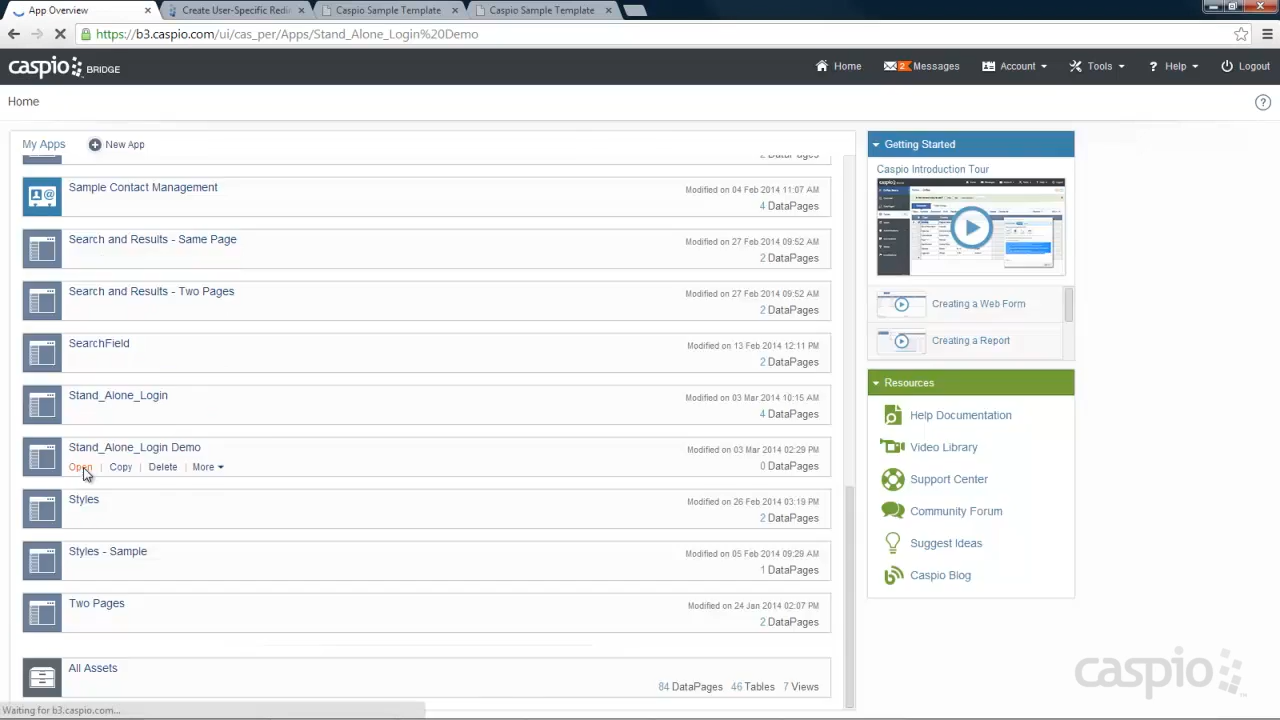 App Overview
Create User-Specific Redi
Caspio Sample Template
Caspio Sample Template
https://b3.caspio.com/ui/cas_per/Apps/Stand_Alone_Login%20Demo
caspio BRIDGE
Home
2 Messages
Account
Tools
? Help
Logout
Home
?
My Apps
New App
2 DataPages
Sample Contact Management
Modified on 04 Feb 2014 9:07 AM
4 DataPages
Search and Results - Same Page
Modified on 27 Feb 2014 09:52 AM
2 DataPages
Search and Results - Two Pages
Modified on 27 Feb 2014 09:52 AM
2 DataPages
SearchField
Modified on 13 Feb 2014 12:11 PM
2 DataPages
Stand_Alone_Login
Modified on 03 Mar 2014 10:15 AM
4 DataPages
Stand_Alone_Login Demo
Modified on 03 Mar 2014 02:29 PM
Open | Copy | Delete | More
0 DataPages
Styles
Modified on 26 Feb 2014 03:19 PM
2 DataPages
Styles - Sample
Modified on 05 Feb 2014 09:29 AM
1 DataPages
Two Pages
Modified on 24 Jan 2014 02:07 PM
2 DataPages
All Assets
84 DataPages 46 Tables 7 Views
Getting Started
Caspio Introduction Tour
Creating a Web Form
Creating a Report
Resources
Help Documentation
Video Library
Support Center
Community Forum
Suggest Ideas
Caspio Blog
caspio
Waiting for b3.caspio.com...